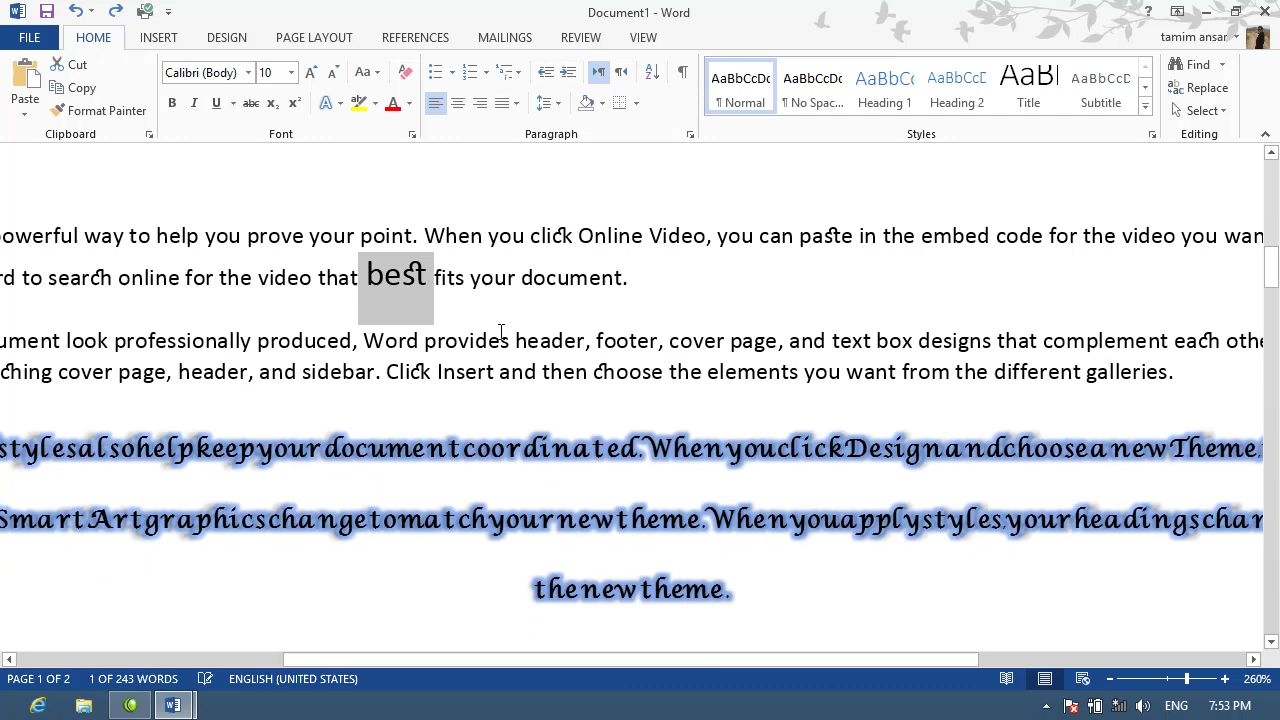 Document1 - Word
FILE HOME INSERT DESIGN PAGE LAYOUT REFERENCES MAILINGS REVIEW VIEW tamim ansari
Cut
Copy
Format Painter
Paste
Clipboard
Calibri (Body) 10
Font
Paragraph
AaBbCcDc AaBbCcDc AaBbCc AaBbCcD AaB AaBbCcD
¶ Normal ¶ No Spac... Heading 1 Heading 2 Title Subtitle
Styles
Find
Replace
Select
Editing
powerful way to help you prove your point. When you click Online Video, you can paste in the embed code for the video you wan
rd to search online for the video that best fits your document.
ument look professionally produced, Word provides header, footer, cover page, and text box designs that complement each othe
ching cover page, header, and sidebar. Click Insert and then choose the elements you want from the different galleries.
stylesalsohelpkeepyourdocumentcoordinated.WhenyouclickDesignandchooseanewTheme,
SmartArtgraphicschangetomatchyournewtheme.Whenyouapplystyles,yourheadingschan
thenewtheme.
PAGE 1 OF 2 1 OF 243 WORDS ENGLISH (UNITED STATES) 260%
ENG 7:53 PM